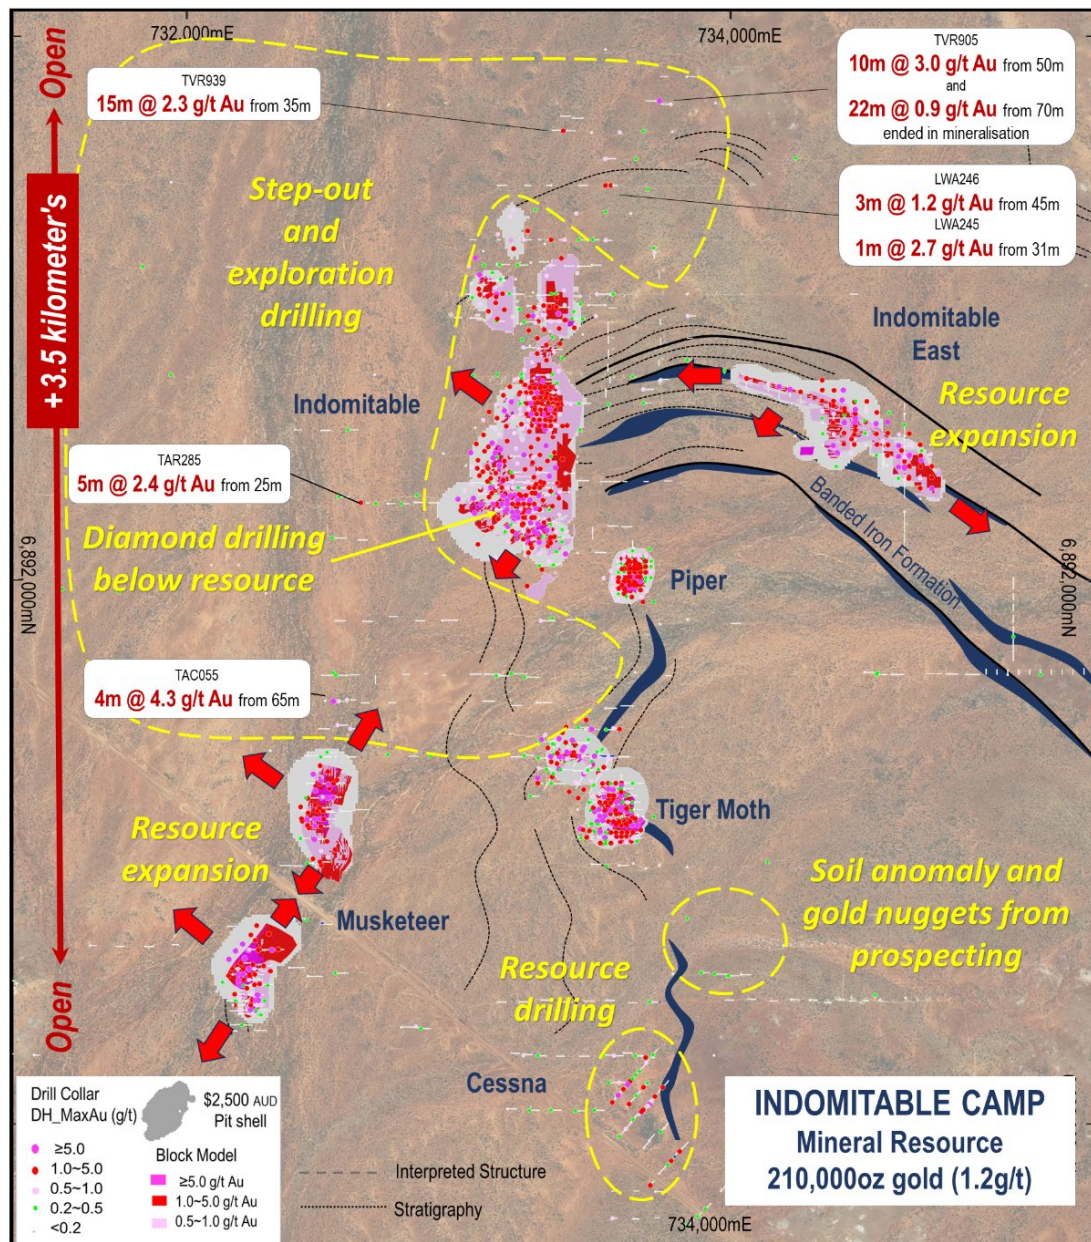 732,000mE
734,000mE
Open
+3.5 kilometer's
Open
TVR939
15m @ 2.3 g/t Au from 35m
TVR905
10m @ 3.0 g/t Au from 50m
and
22m @ 0.9 g/t Au from 70m
ended in mineralisation
LWA246
3m @ 1.2 g/t Au from 45m
LWA245
1m @ 2.7 g/t Au from 31m
Step-out
and
exploration
drilling
Indomitable
East
Resource
expansion
Indomitable
TAR285
5m @ 2.4 g/t Au from 25m
Diamond drilling
below resource
Banded Iron Formation
6,892,000mN
6,892,000mN
Piper
TAC055
4m @ 4.3 g/t Au from 65m
Tiger Moth
Resource
expansion
Musketeer
Soil anomaly and
gold nuggets from
prospecting
Resource
drilling
Cessna
Drill Collar
DH_MaxAu (g/t)
≥5.0
1.0~5.0
0.5~1.0
0.2~0.5
<0.2
$2,500 AUD
Pit shell
Block Model
≥5.0 g/t Au
1.0~5.0 g/t Au
0.5~1.0 g/t Au
Interpreted Structure
Stratigraphy
INDOMITABLE CAMP
Mineral Resource
210,000oz gold (1.2g/t)
734,000mE